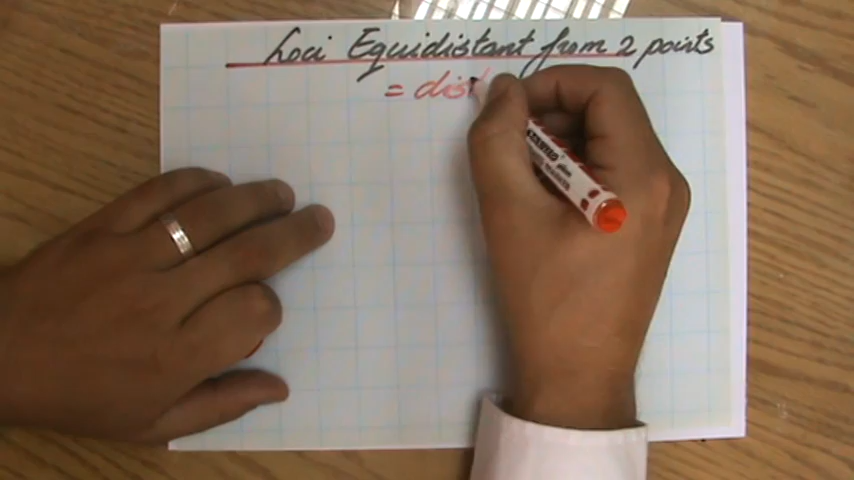 Loci Equidistant from 2 points
= dist